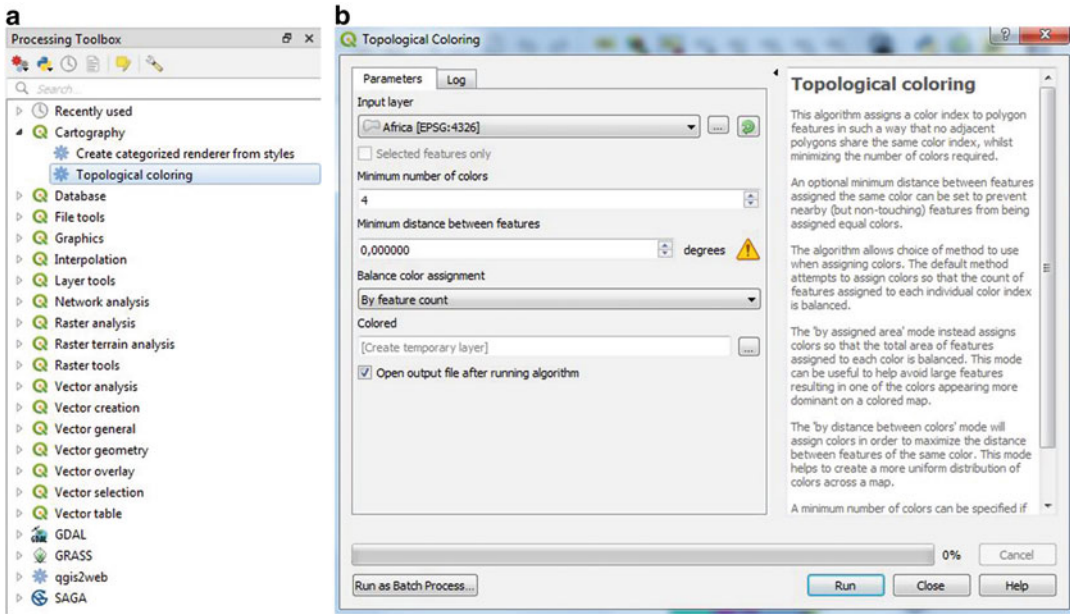 a
Processing Toolbox
Search...
Recently used
Cartography
Create categorized renderer from styles
Topological coloring
Database
File tools
Graphics
Interpolation
Layer tools
Network analysis
Raster analysis
Raster terrain analysis
Raster tools
Vector analysis
Vector creation
Vector general
Vector geometry
Vector overlay
Vector selection
Vector table
GDAL
GRASS
qgis2web
SAGA
b
Topological Coloring
Parameters Log
Input layer
Africa [EPSG:4326]
...
Selected features only
Minimum number of colors
4
Minimum distance between features
0,000000 degrees
Balance color assignment
By feature count
Colored
[Create temporary layer]
...
Open output file after running algorithm
Topological coloring
This algorithm assigns a color index to polygon
features in such a way that no adjacent
polygons share the same color index, whilst
minimizing the number of colors required.
An optional minimum distance between features
assigned the same color can be set to prevent
nearby (but non-touching) features from being
assigned equal colors.
The algorithm allows choice of method to use
when assigning colors. The default method
attempts to assign colors so that the count of
features assigned to each individual color index
is balanced.
The 'by assigned area' mode instead assigns
colors so that the total area of features
assigned to each color is balanced. This mode
can be useful to help avoid large features
resulting in one of the colors appearing more
dominant on a colored map.
The 'by distance between colors' mode will
assign colors in order to maximize the distance
between features of the same color. This mode
helps to create a more uniform distribution of
colors across a map.
A minimum number of colors can be specified if
0% Cancel
Run as Batch Process... Run Close Help